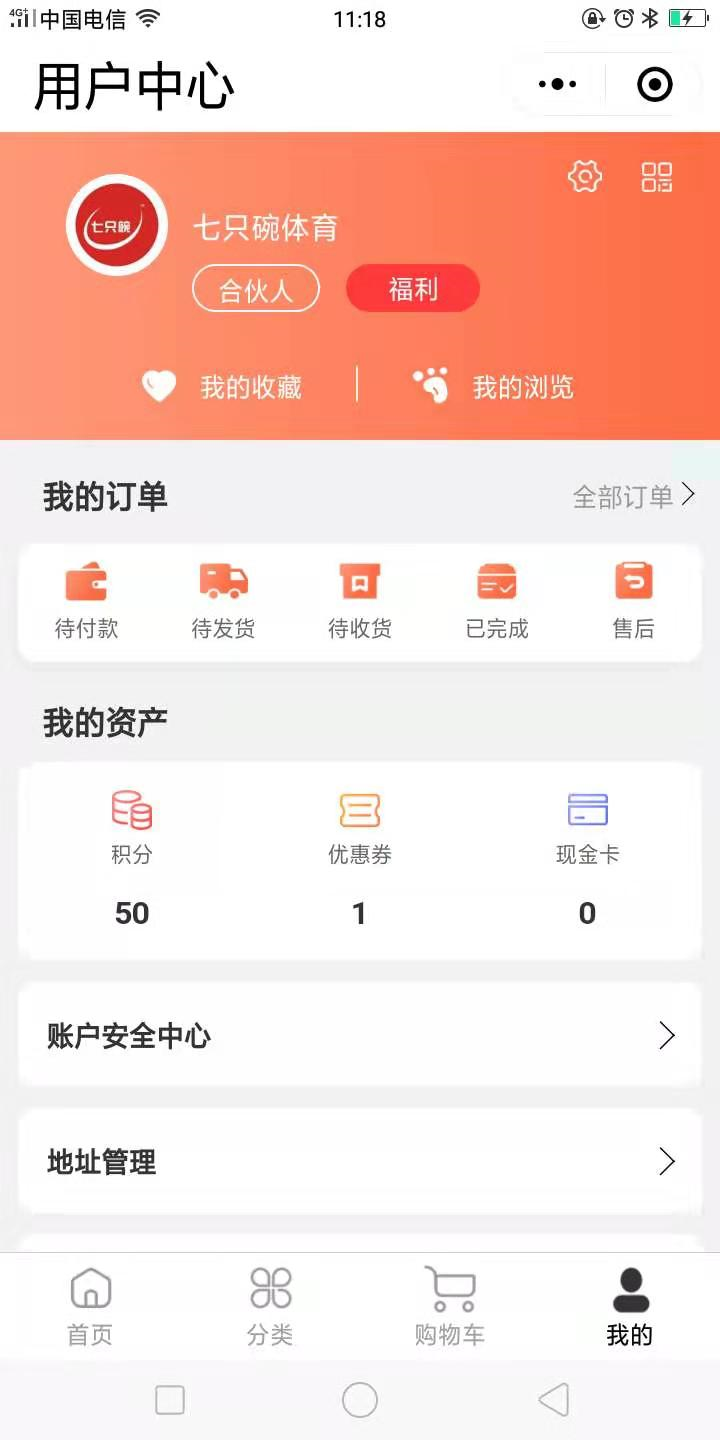 4G+ 中国电信 11:18
用户中心
七只碗
七只碗体育
合伙人 福利
我的收藏 我的浏览
我的订单 全部订单
待付款 待发货 待收货 已完成 售后
我的资产
积分 优惠券 现金卡
50 1 0
账户安全中心
地址管理
首页 分类 购物车 我的